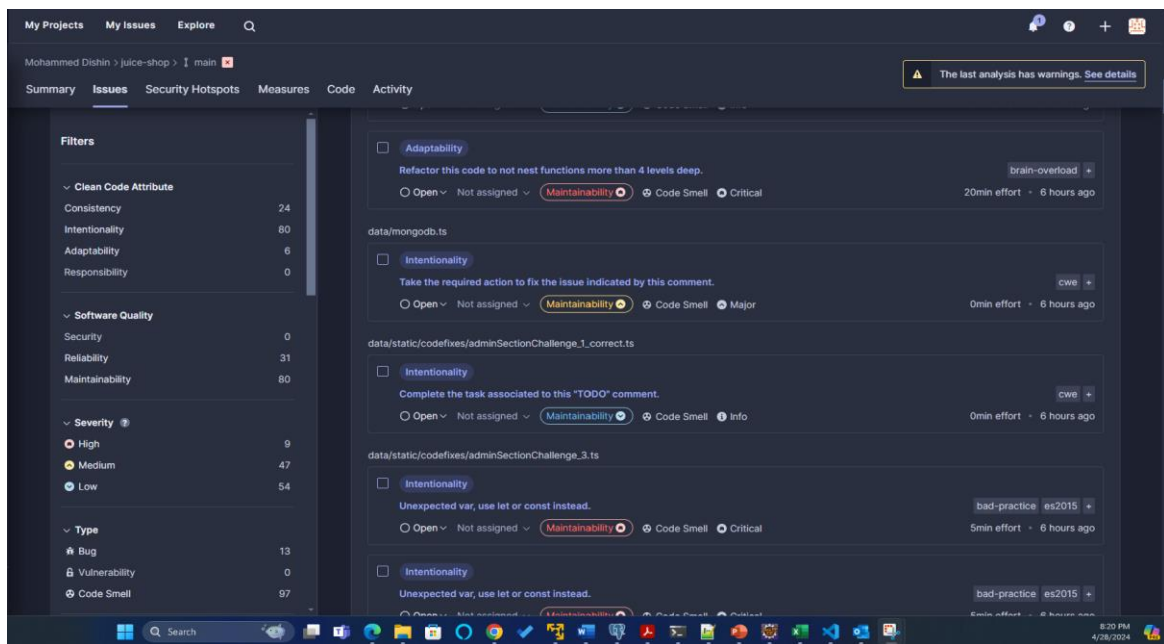 My Projects My Issues Explore
1
Mohammed Dishin > juice-shop > main
The last analysis has warnings. See details
Summary Issues Security Hotspots Measures Code Activity
Filters
Clean Code Attribute
Consistency 24
Intentionality 80
Adaptability 6
Responsibility 0
Software Quality
Security 0
Reliability 31
Maintainability 80
Severity ?
High 9
Medium 47
Low 54
Type
Bug 13
Vulnerability 0
Code Smell 97
Adaptability
Refactor this code to not nest functions more than 4 levels deep. brain-overload +
Open Not assigned Maintainability Code Smell Critical 20min effort • 6 hours ago
data/mongodb.ts
Intentionality
Take the required action to fix the issue indicated by this comment. cwe +
Open Not assigned Maintainability Code Smell Major 0min effort • 6 hours ago
data/static/codefixes/adminSectionChallenge_1_correct.ts
Intentionality
Complete the task associated to this "TODO" comment. cwe +
Open Not assigned Maintainability Code Smell Info 0min effort • 6 hours ago
data/static/codefixes/adminSectionChallenge_3.ts
Intentionality
Unexpected var, use let or const instead. bad-practice es2015 +
Open Not assigned Maintainability Code Smell Critical 5min effort • 6 hours ago
Intentionality
Unexpected var, use let or const instead. bad-practice es2015 +
Search
8:20 PM
4/28/2024